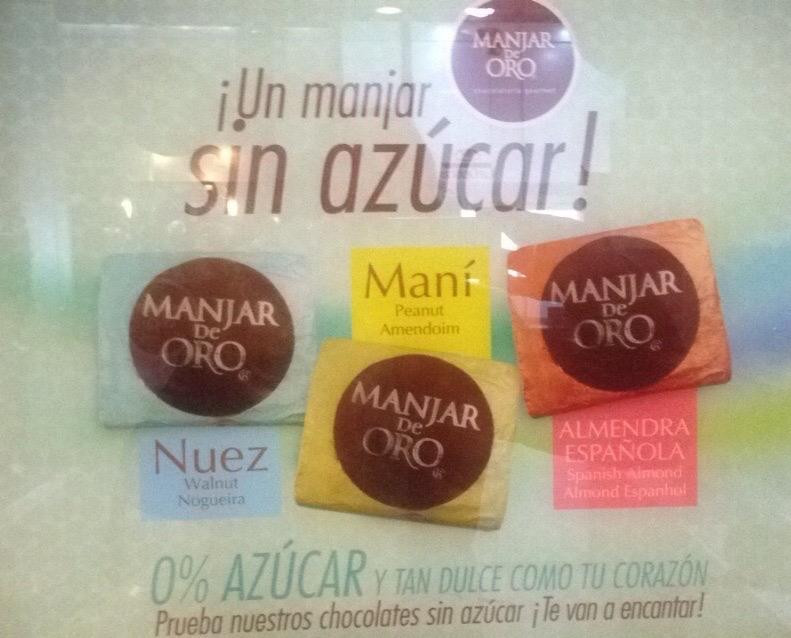 MANJAR
DE
ORO
chocolatería gourmet
¡Un manjar
sin azúcar!
MANJAR
DE
ORO
Nuez
Walnut
Nogueira
Maní
Peanut
Amendoim
MANJAR
DE
ORO
MANJAR
DE
ORO
ALMENDRA
ESPAÑOLA
Spanish Almond
Almond Espanhol
0% AZÚCAR Y TAN DULCE COMO TU CORAZÓN
Prueba nuestros chocolates sin azúcar ¡Te van a encantar!